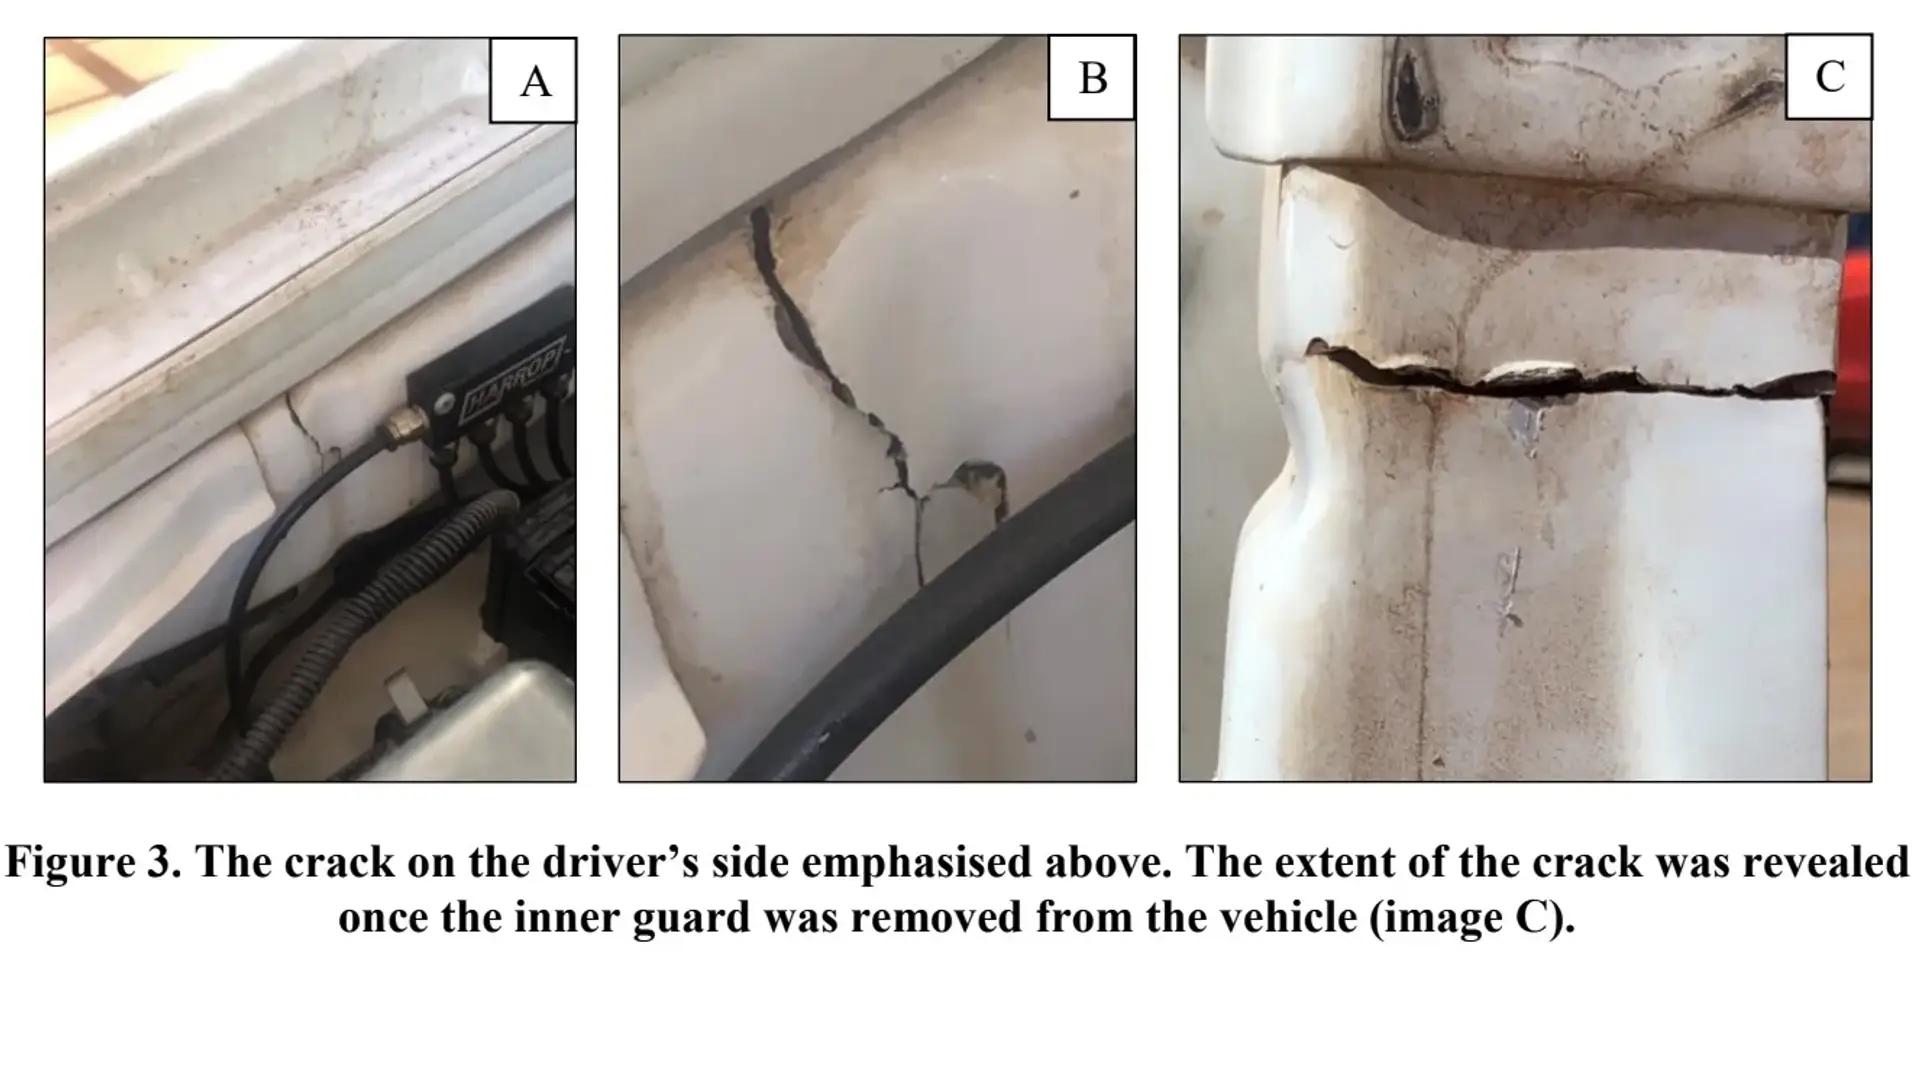 A
B
C
HARROP
Figure 3. The crack on the driver’s side emphasised above. The extent of the crack was revealed
once the inner guard was removed from the vehicle (image C).